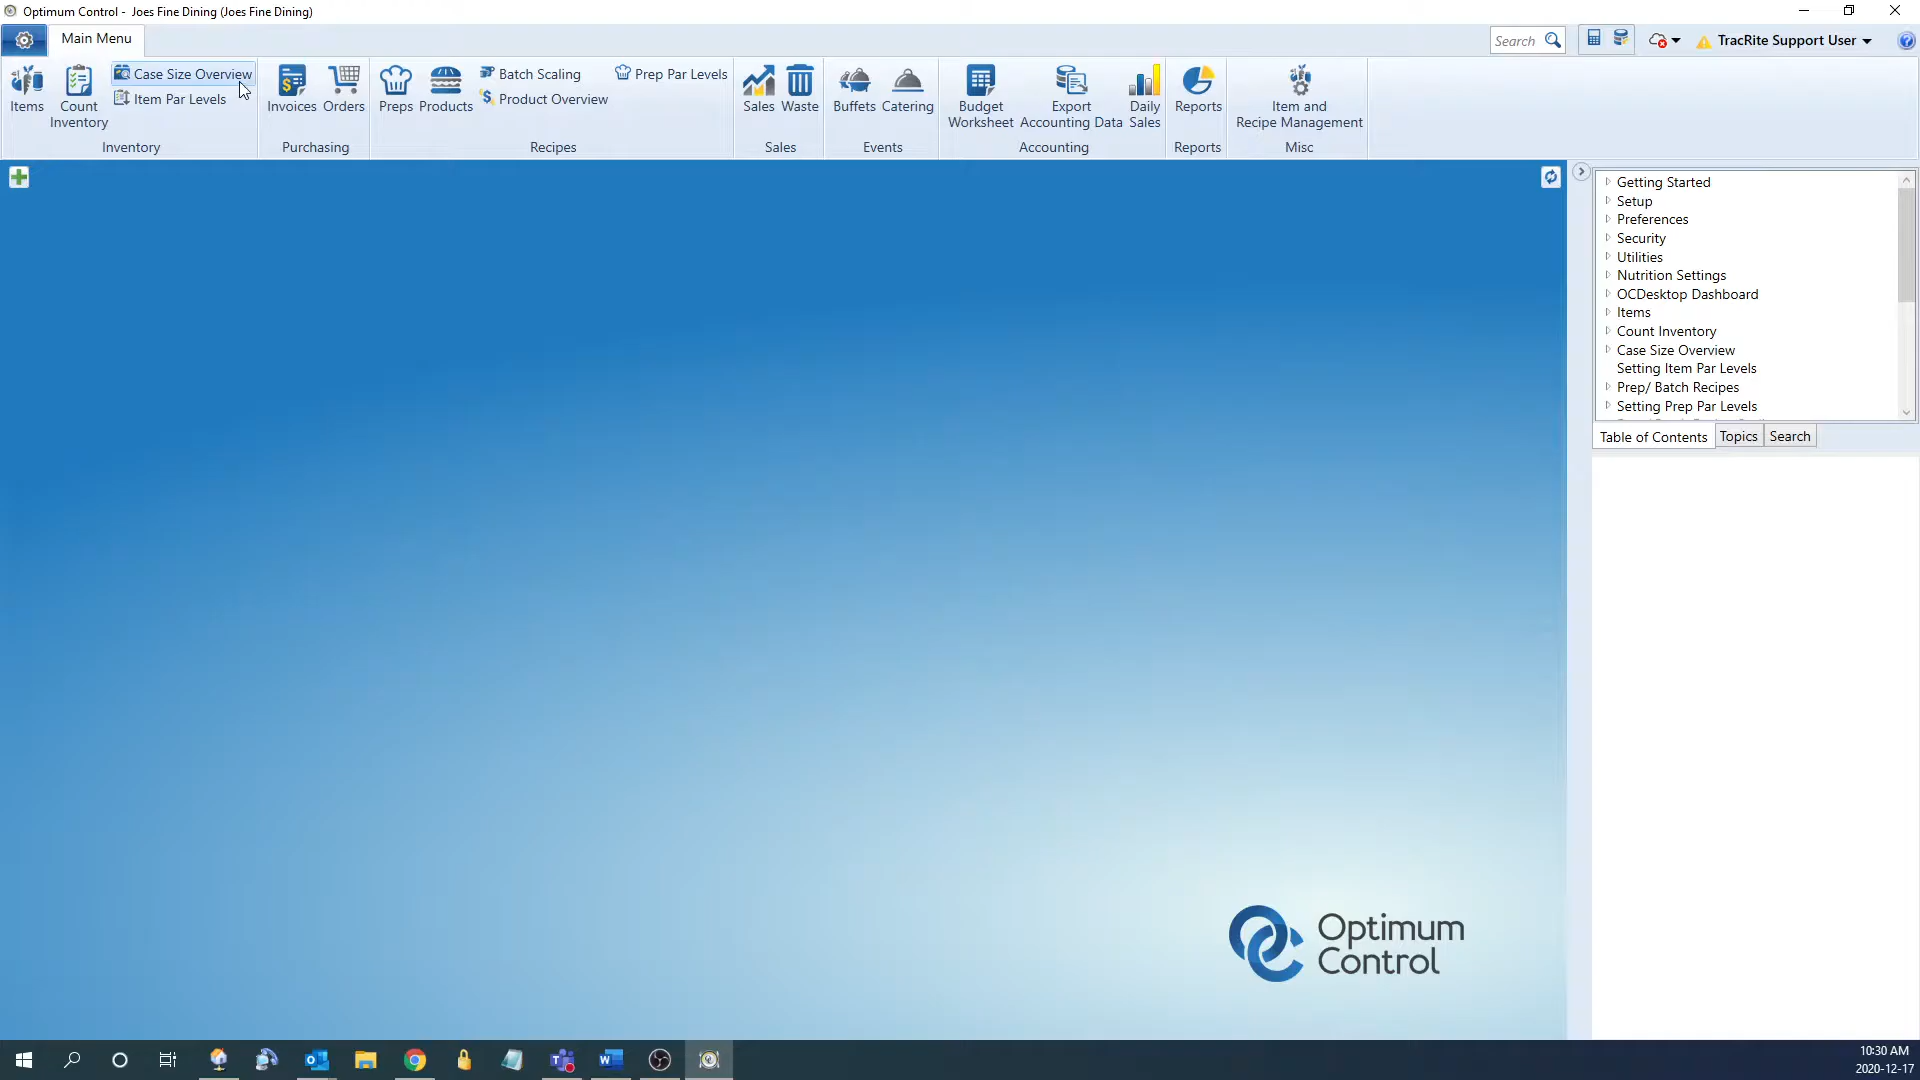 Optimum Control - Joes Fine Dining (Joes Fine Dining)
Main Menu
Search
TracRite Support User
Items
Count Inventory
Case Size Overview
Item Par Levels
Inventory
Invoices
Orders
Purchasing
Preps
Products
Batch Scaling
Product Overview
Prep Par Levels
Recipes
Sales
Waste
Sales
Buffets
Catering
Events
Budget Worksheet
Export Accounting Data
Daily Sales
Accounting
Reports
Reports
Item and Recipe Management
Misc
Getting Started
Setup
Preferences
Security
Utilities
Nutrition Settings
OCDesktop Dashboard
Items
Count Inventory
Case Size Overview
Setting Item Par Levels
Prep/ Batch Recipes
Setting Prep Par Levels
Table of Contents
Topics
Search
Optimum
Control
10:30 AM
2020-12-17